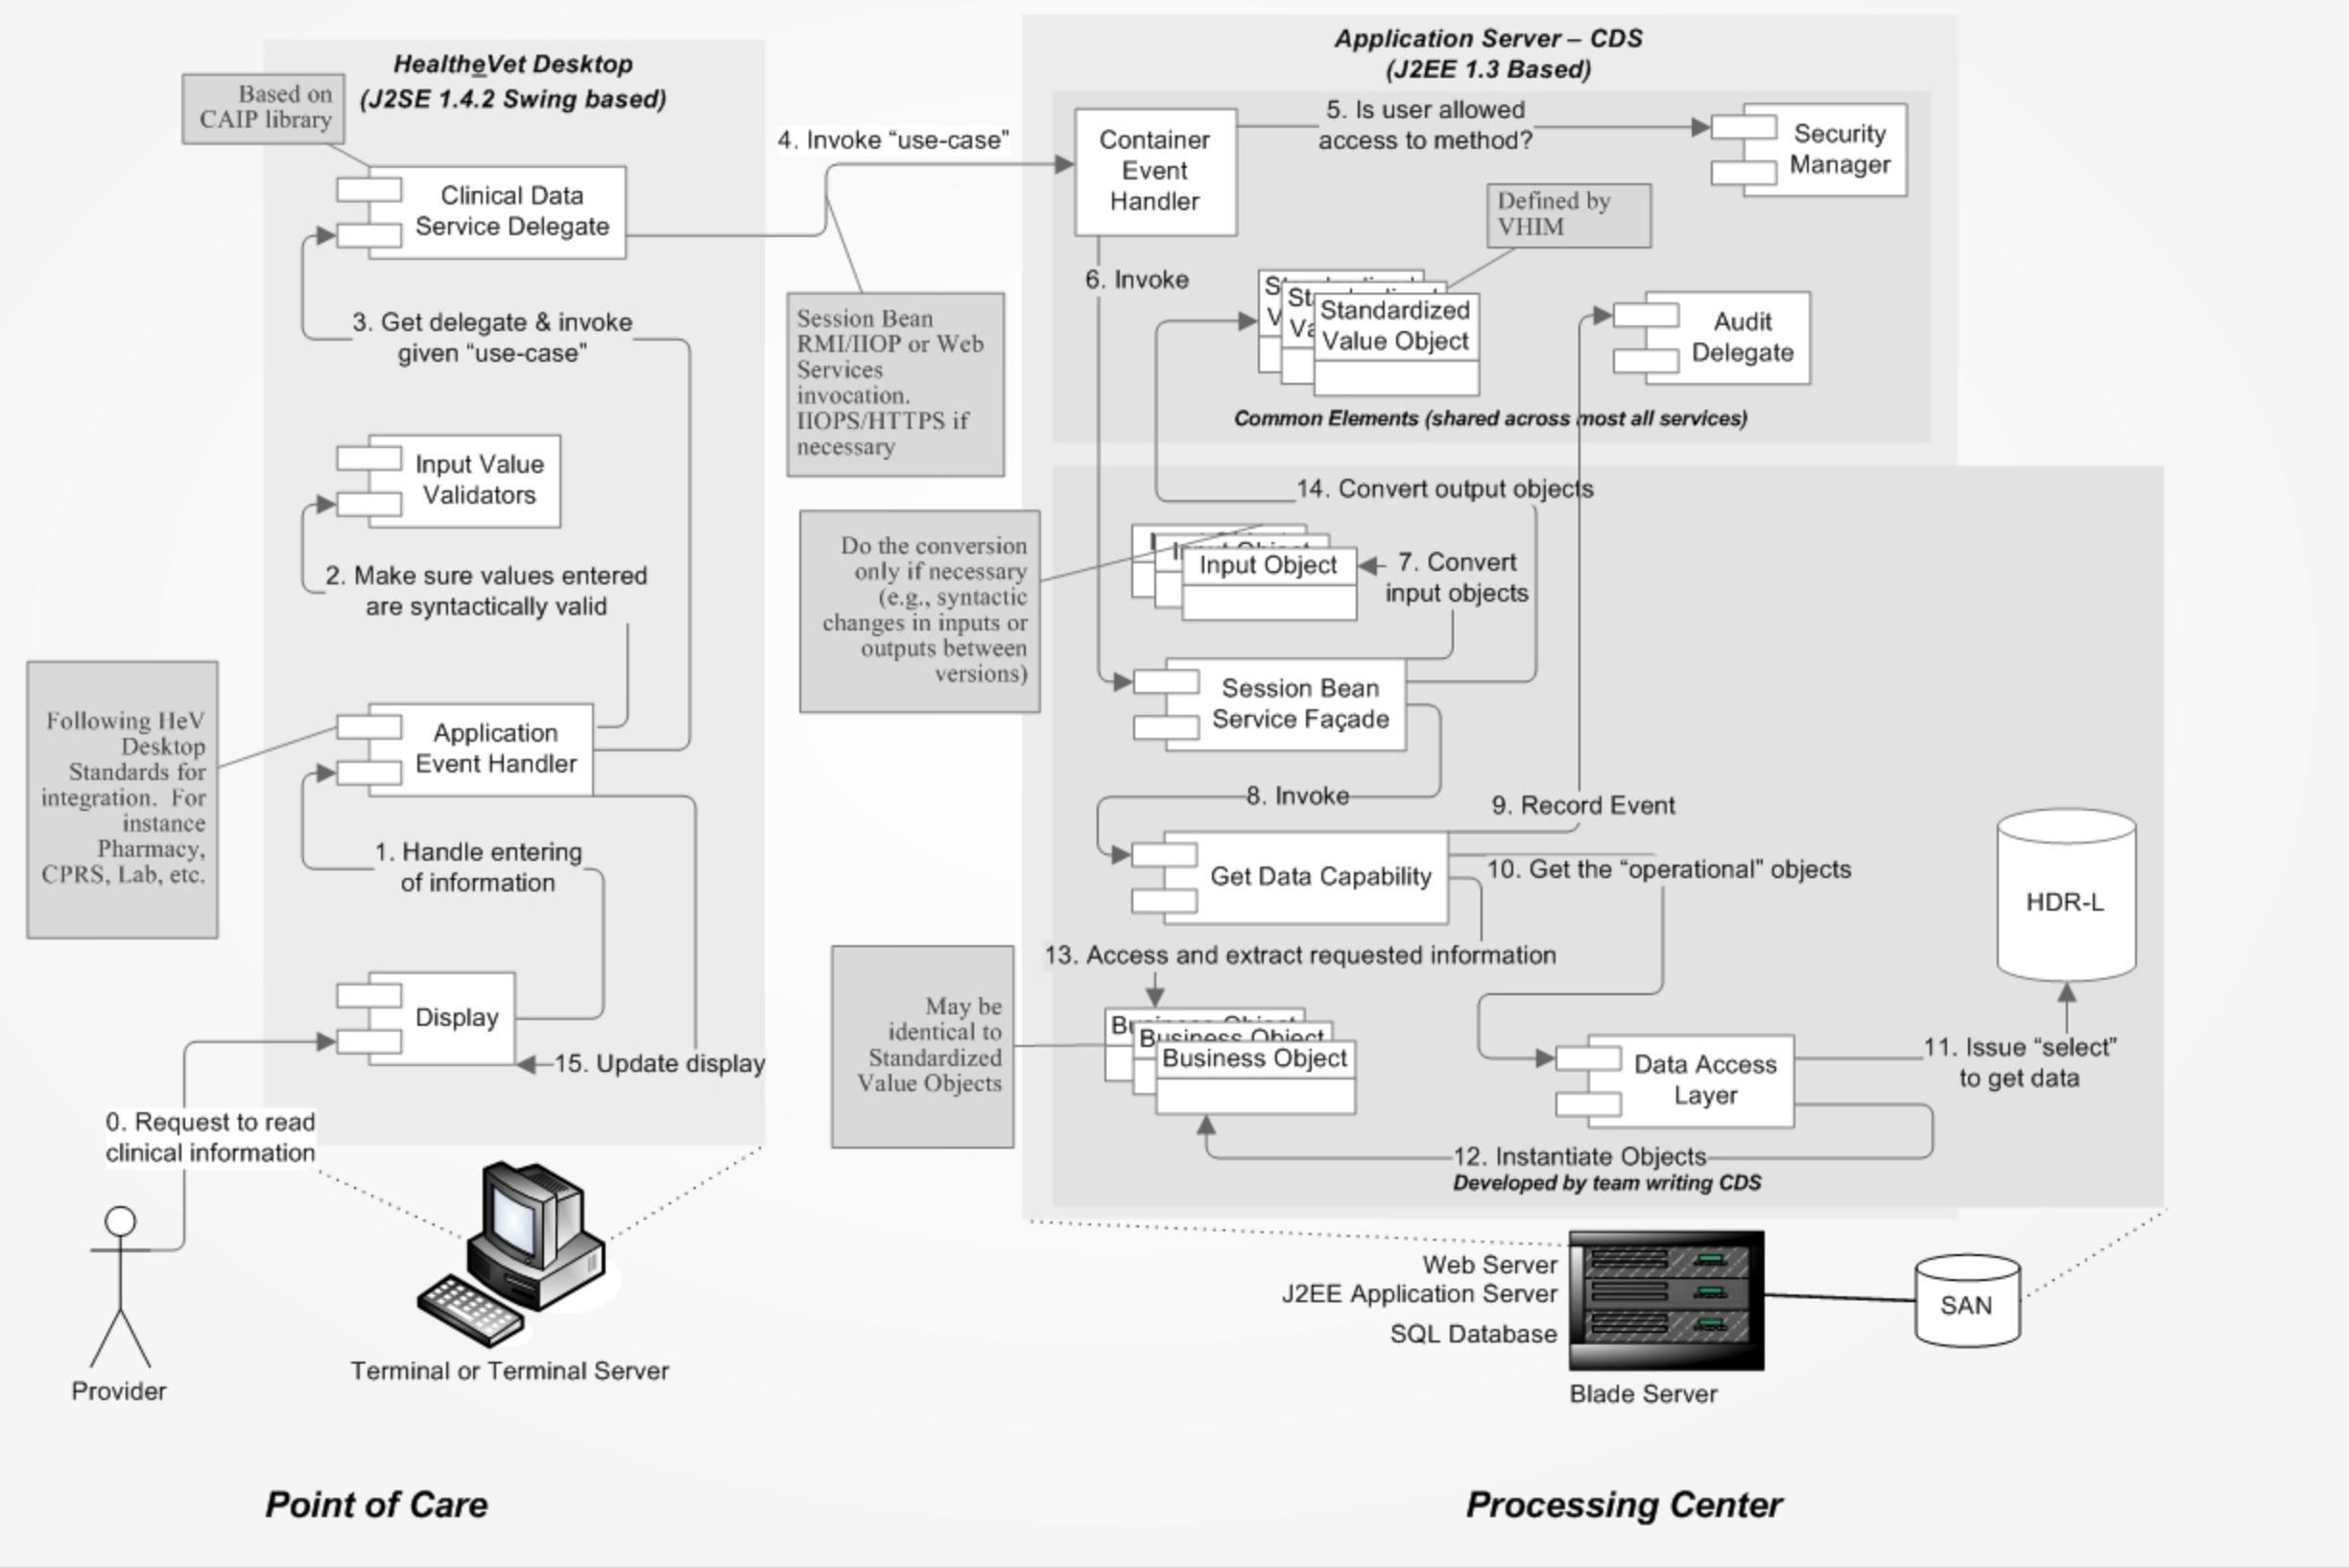 HealtheVet Desktop
(J2SE 1.4.2 Swing based)
Based on
CAIP library
Clinical Data
Service Delegate
3. Get delegate & invoke
given “use-case”
Input Value
Validators
2. Make sure values entered
are syntactically valid
Following HeV
Desktop
Standards for
integration. For
instance
Pharmacy,
CPRS, Lab, etc.
Application
Event Handler
1. Handle entering
of information
Display
15. Update display
0. Request to read
clinical information
Provider
Terminal or Terminal Server
Point of Care
4. Invoke “use-case”
Session Bean
RMI/IIOP or Web
Services
invocation.
IIOPS/HTTPS if
necessary
Application Server – CDS
(J2EE 1.3 Based)
Container
Event
Handler
5. Is user allowed
access to method?
Security
Manager
Defined by
VHIM
6. Invoke
Standardized
Value Object
Audit
Delegate
Common Elements (shared across most all services)
14. Convert output objects
Do the conversion
only if necessary
(e.g., syntactic
changes in inputs or
outputs between
versions)
Input Object
Input Object
7. Convert
input objects
Session Bean
Service Façade
8. Invoke
9. Record Event
Get Data Capability
10. Get the “operational” objects
HDR-L
13. Access and extract requested information
May be
identical to
Standardized
Value Objects
Business Object
Business Object
Business Object
Data Access
Layer
11. Issue “select”
to get data
12. Instantiate Objects
Developed by team writing CDS
Web Server
J2EE Application Server
SQL Database
Blade Server
SAN
Processing Center